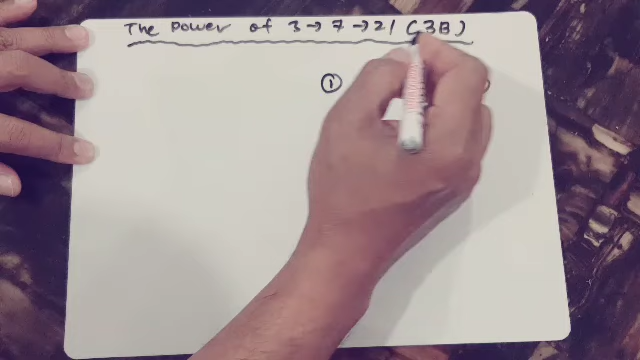 The Power of 3 → 7 → 21 (3B)
①